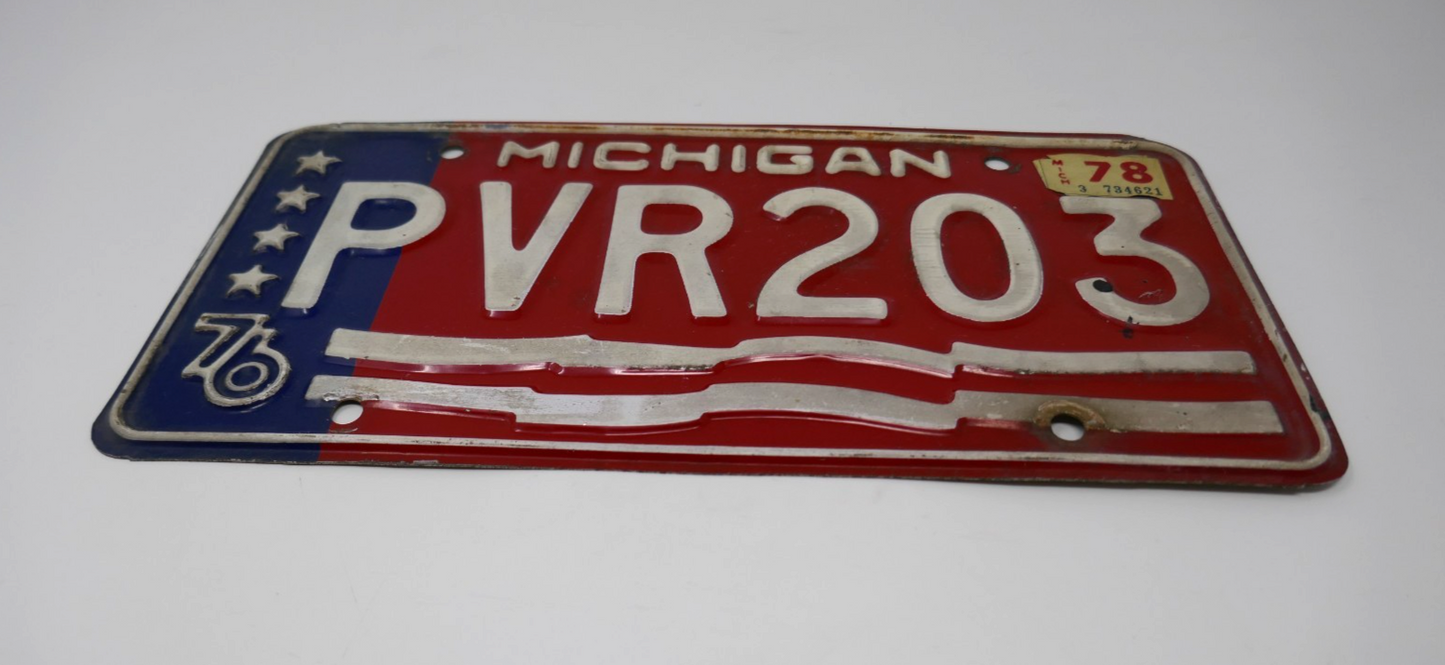 MICHIGAN
MICH 78
3 734621
PVR203
76